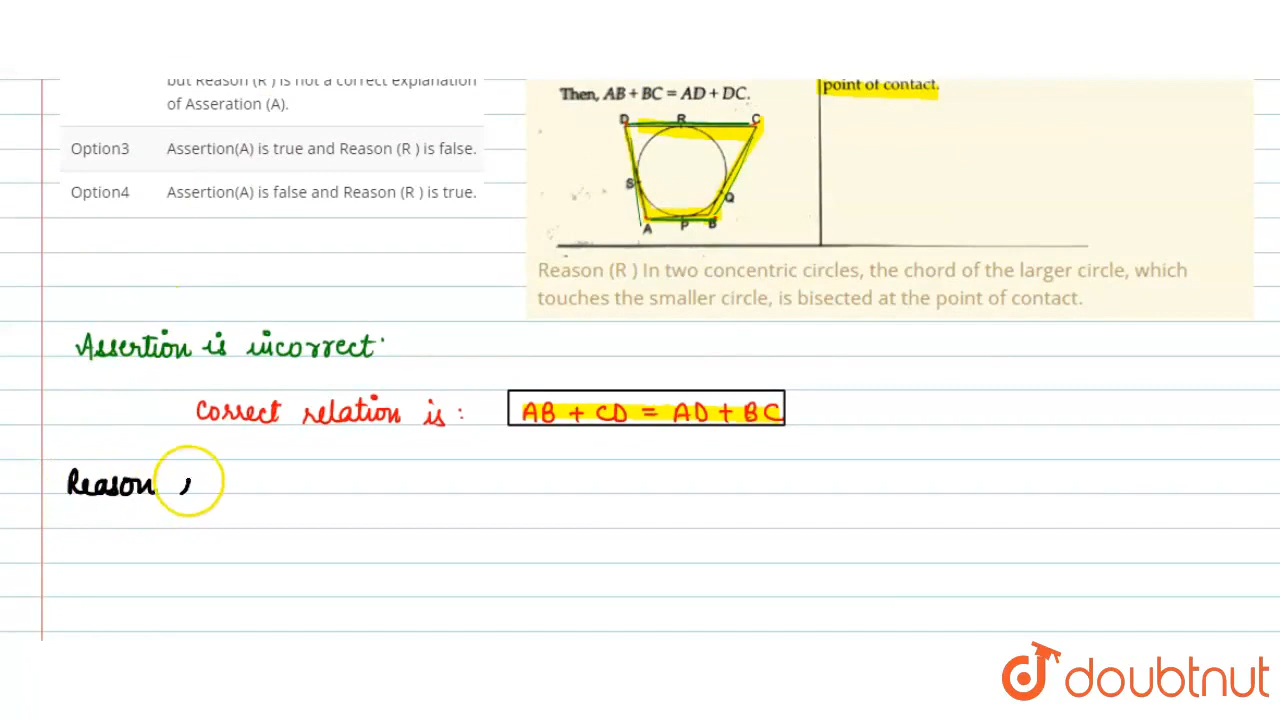 but Reason (R ) is not a correct explanation
of Asseration (A).
Option3 Assertion(A) is true and Reason (R ) is false.
Option4 Assertion(A) is false and Reason (R ) is true.
point of contact.
Then, AB + BC = AD + DC.
D R C
S
Q
A P B
Reason (R ) In two concentric circles, the chord of the larger circle, which
touches the smaller circle, is bisected at the point of contact.
Assertion is incorrect.
Correct relation is : AB + CD = AD + BC
Reason
doubtnut